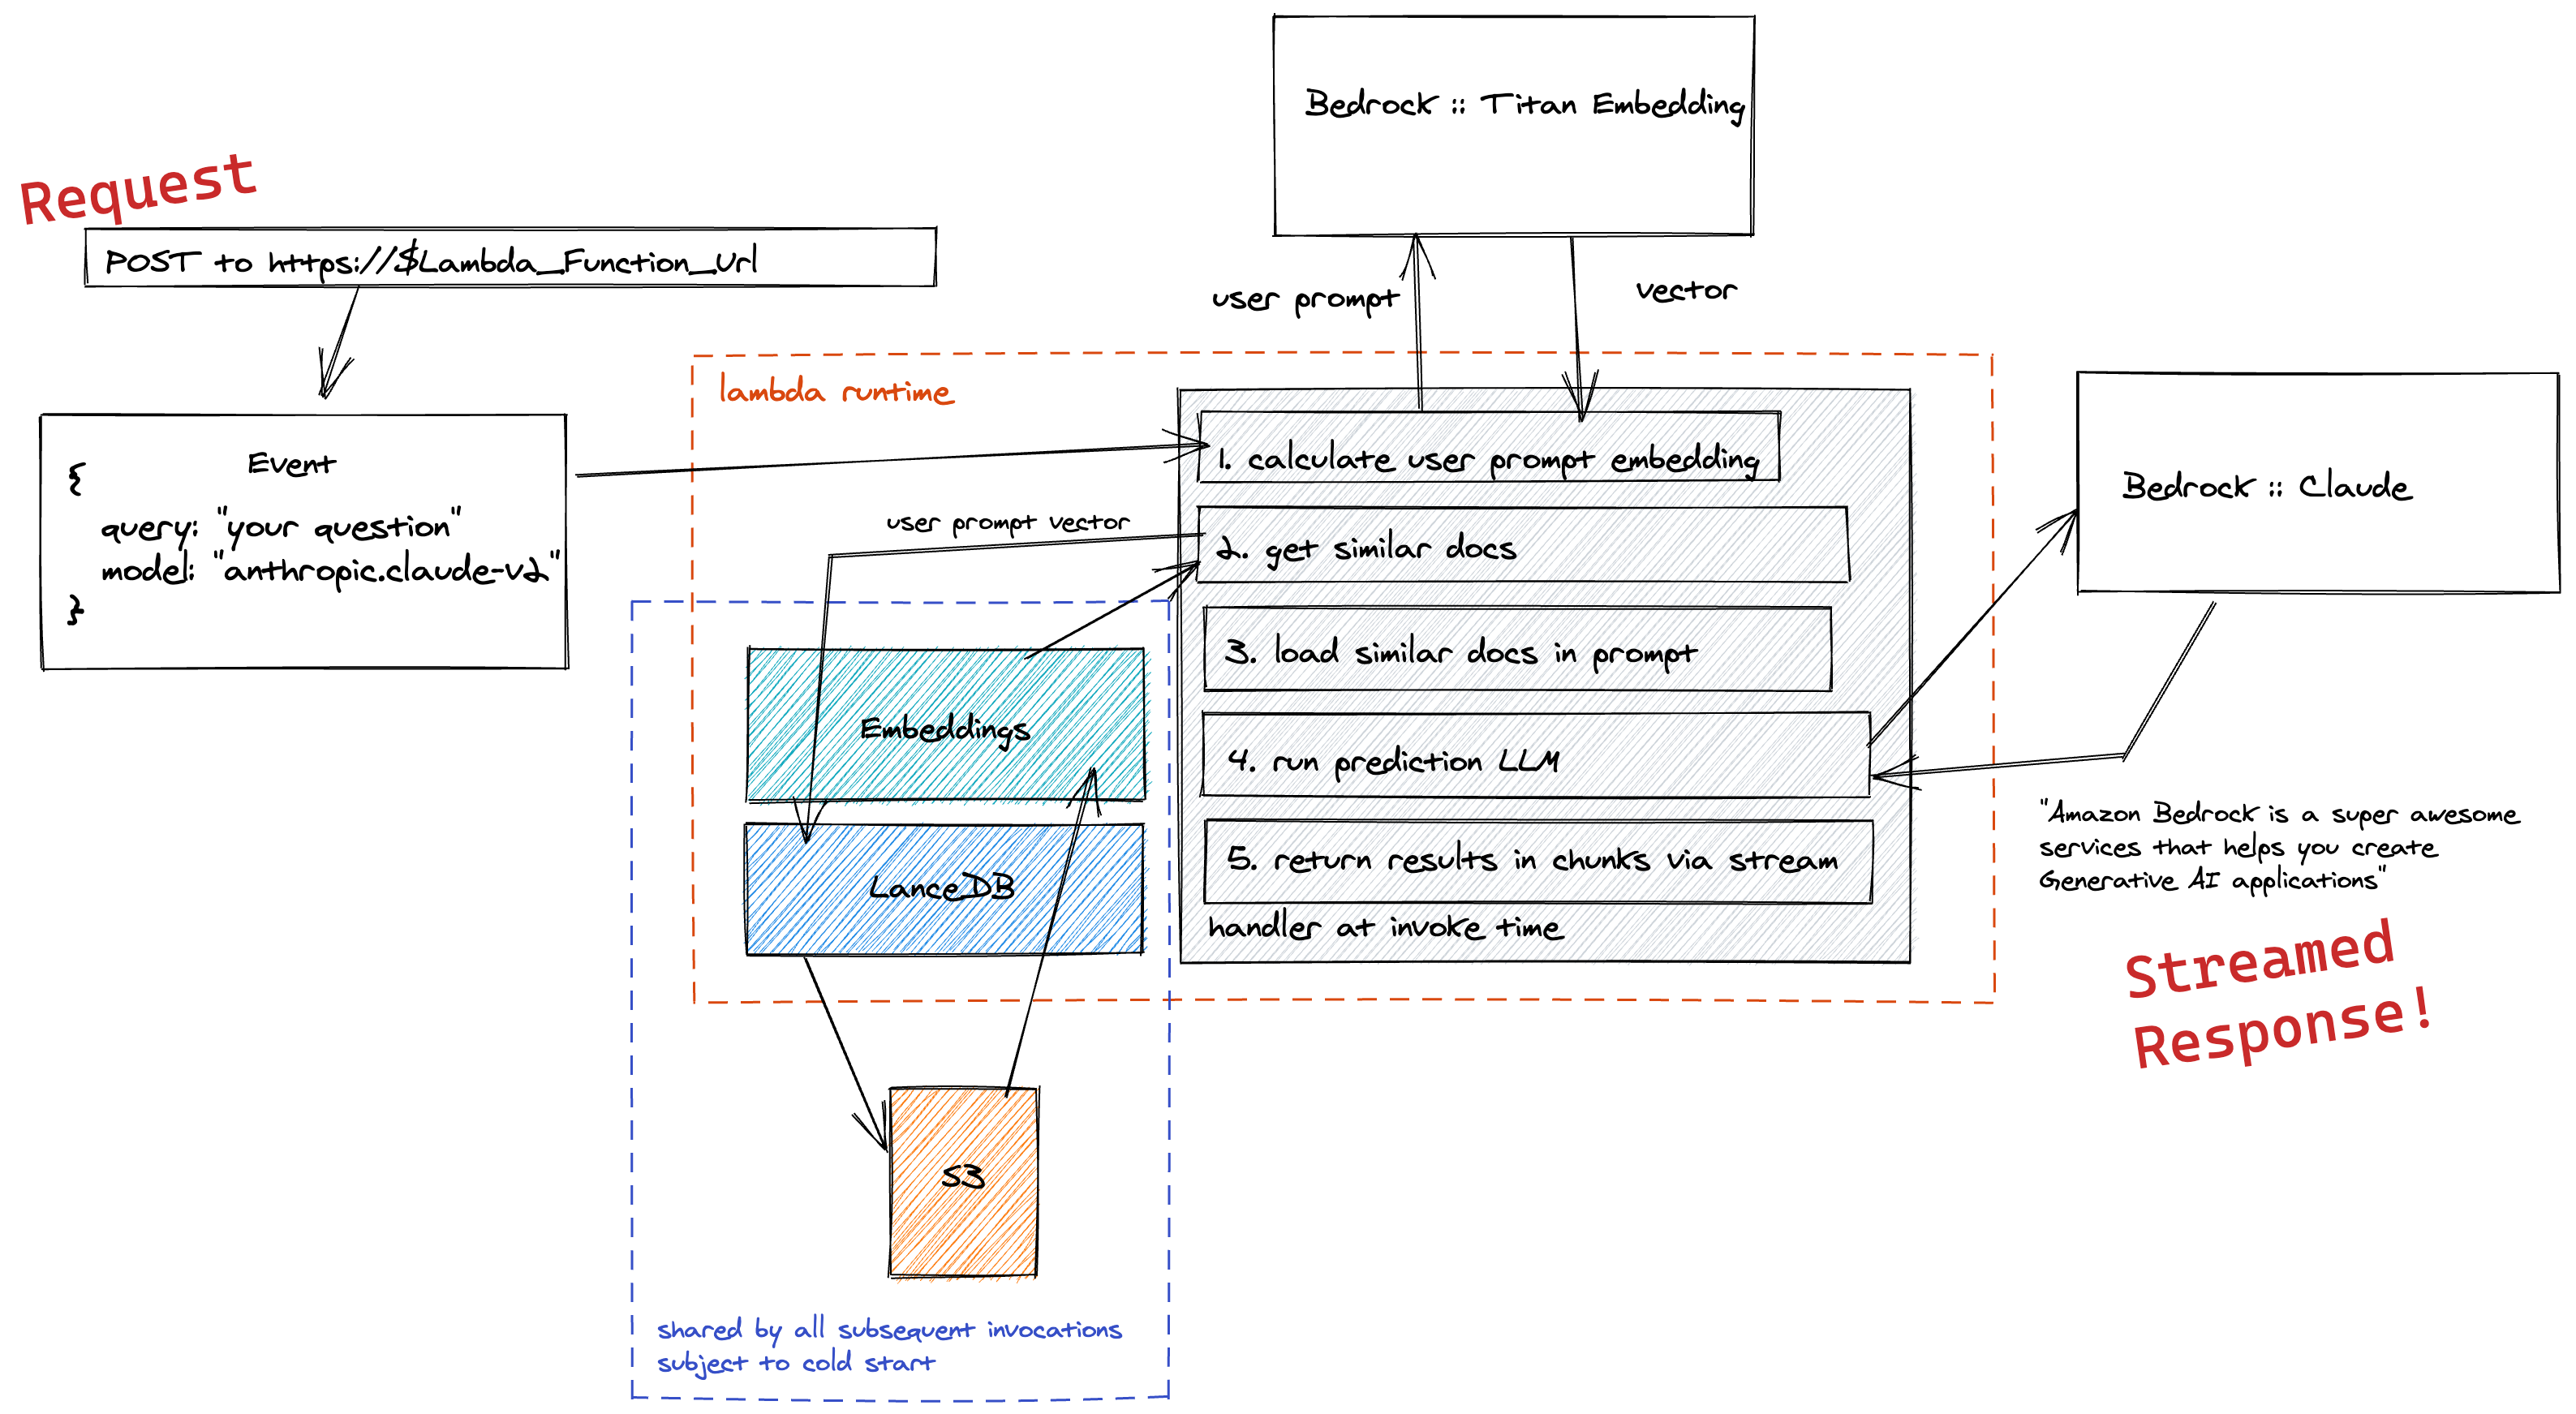 Request
POST to https://$Lambda_Function_Url
Event
{
query: "your question"
model: "anthropic.claude-v2"
}
Bedrock :: Titan Embedding
user prompt
vector
lambda runtime
1. calculate user prompt embedding
user prompt vector
2. get similar docs
3. load similar docs in prompt
4. run prediction LLM
5. return results in chunks via stream
handler at invoke time
Embeddings
LanceDB
S3
shared by all subsequent invocations
subject to cold start
Bedrock :: Claude
"Amazon Bedrock is a super awesome
services that helps you create
Generative AI applications"
Streamed
Response!